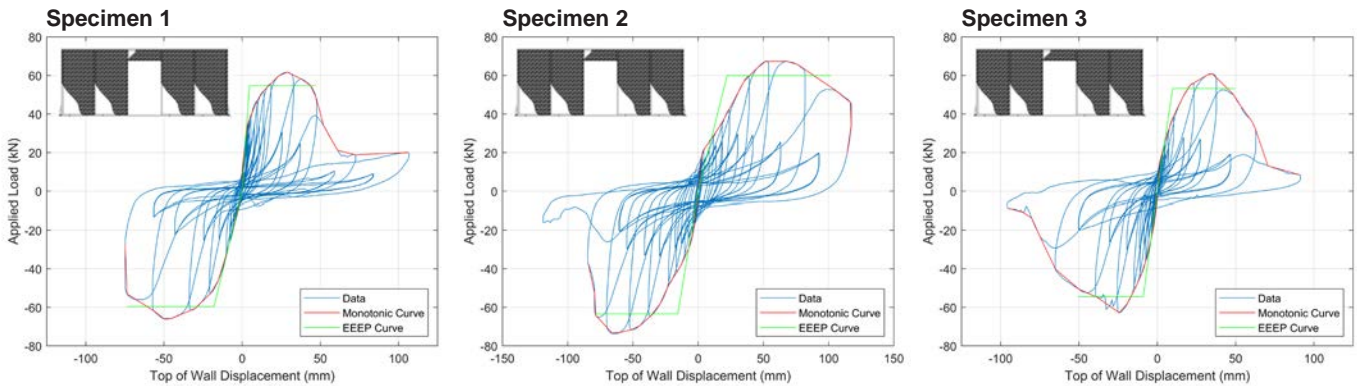 Specimen 1
80
60
40
20
0
-20
-40
-60
-80
Applied Load (kN)
-100
-50
0
50
100
Top of Wall Displacement (mm)
Data
Monotonic Curve
EEEP Curve
Specimen 2
80
60
40
20
0
-20
-40
-60
-80
Applied Load (kN)
-150
-100
-50
0
50
100
150
Top of Wall Displacement (mm)
Data
Monotonic Curve
EEEP Curve
Specimen 3
80
60
40
20
0
-20
-40
-60
-80
Applied Load (kN)
-100
-50
0
50
100
Top of Wall Displacement (mm)
Data
Monotonic Curve
EEEP Curve